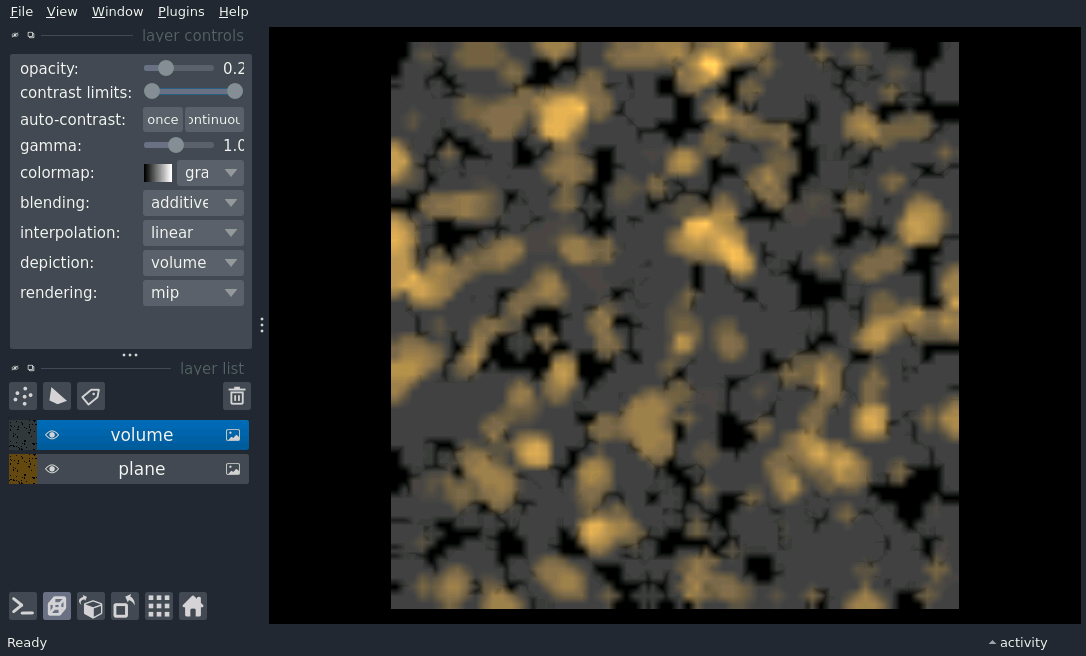 File View Window Plugins Help
layer controls
opacity: 0.2
contrast limits:
auto-contrast: once ontinuou
gamma: 1.0
colormap: gra
blending: additive
interpolation: linear
depiction: volume
rendering: mip
layer list
volume
plane
Ready
activity